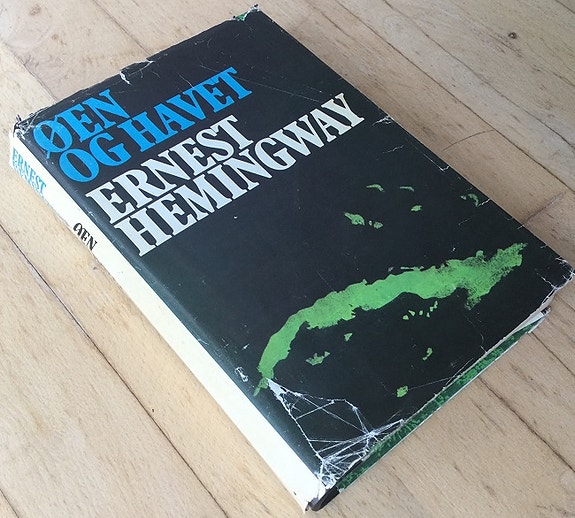 ØEN
OG HAVET
ERNEST
HEMINGWAY
ERNEST
ØEN